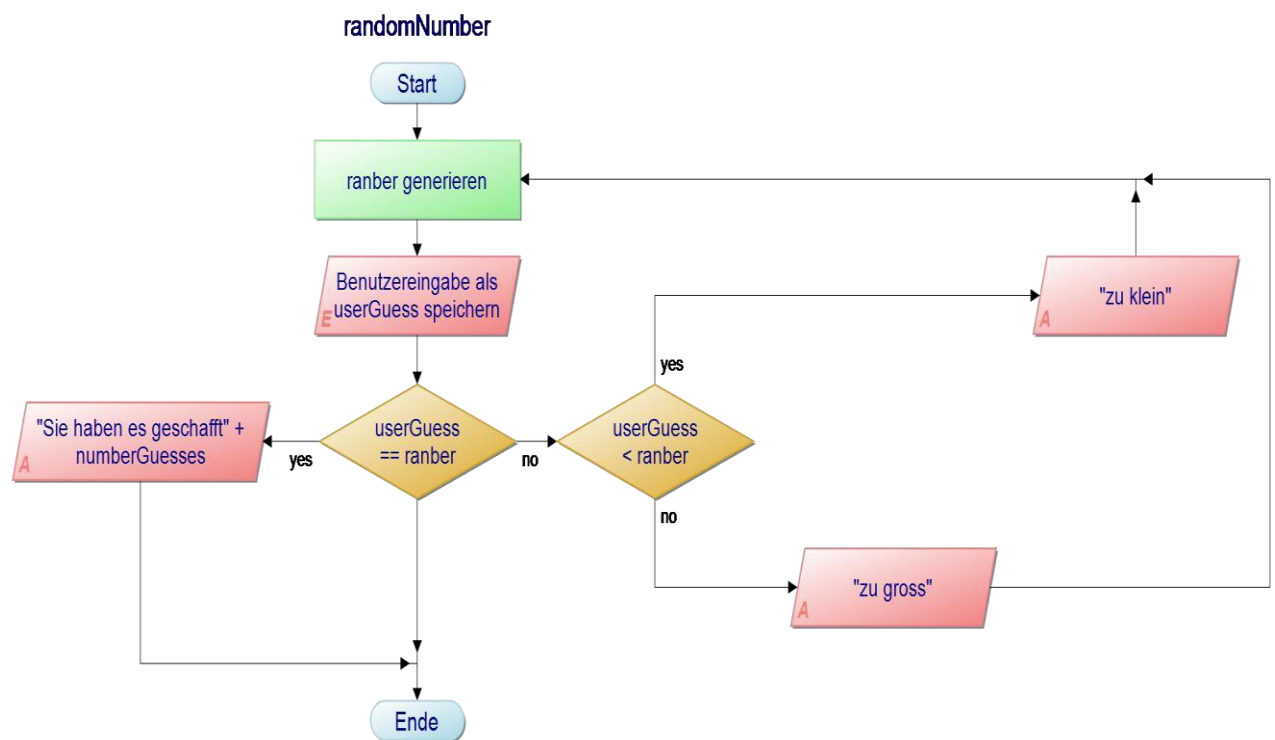 randomNumber
Start
ranber generieren
Benutzereingabe als
userGuess speichern
E
"zu klein"
A
yes
"Sie haben es geschafft" +
numberGuesses
A
yes
userGuess
== ranber
no
userGuess
< ranber
no
"zu gross"
A
Ende